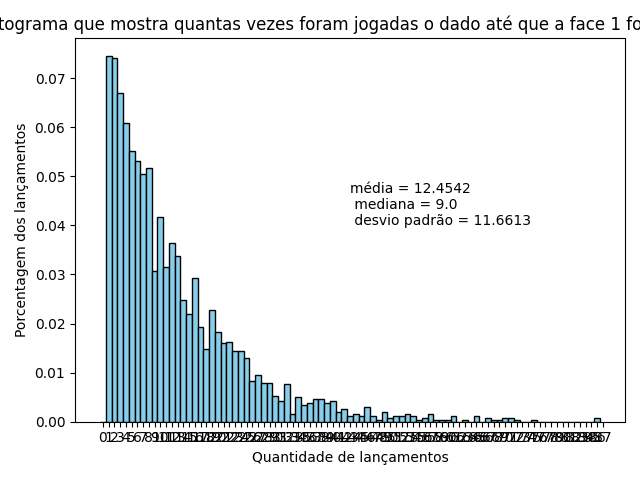 tograma que mostra quantas vezes foram jogadas o dado até que a face 1 fo
0.07
0.06
0.05
0.04
0.03
0.02
0.01
0.00
Porcentagem dos lançamentos
média = 12.4542
mediana = 9.0
desvio padrão = 11.6613
Quantidade de lançamentos